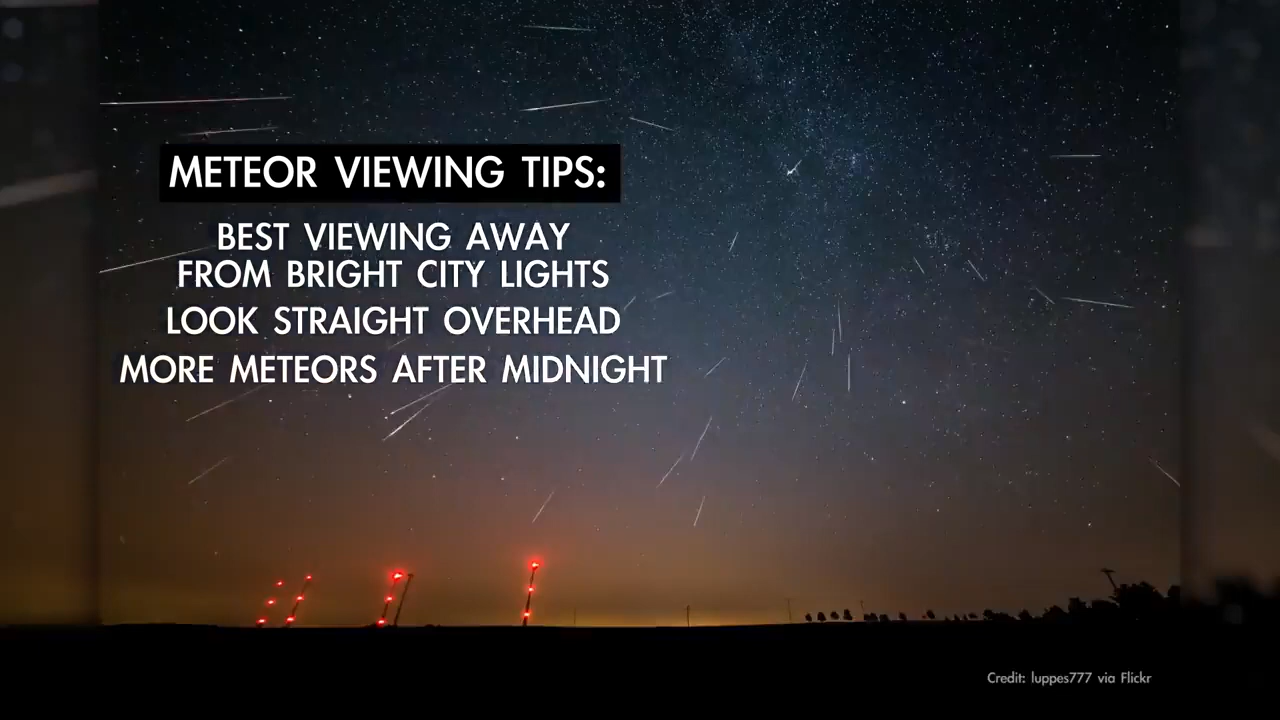 METEOR VIEWING TIPS:
BEST VIEWING AWAY
FROM BRIGHT CITY LIGHTS
LOOK STRAIGHT OVERHEAD
MORE METEORS AFTER MIDNIGHT
Credit: luppes777 via Flickr